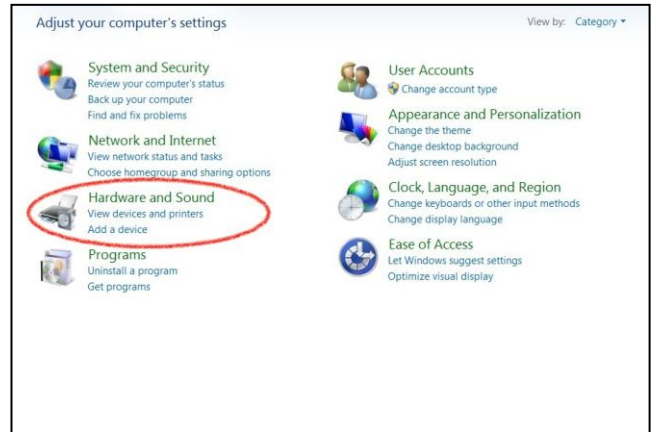 Adjust your computer's settings
View by: Category
System and Security
Review your computer's status
Back up your computer
Find and fix problems
Network and Internet
View network status and tasks
Choose homegroup and sharing options
Hardware and Sound
View devices and printers
Add a device
Programs
Uninstall a program
Get programs
User Accounts
Change account type
Appearance and Personalization
Change the theme
Change desktop background
Adjust screen resolution
Clock, Language, and Region
Change keyboards or other input methods
Change display language
Ease of Access
Let Windows suggest settings
Optimize visual display